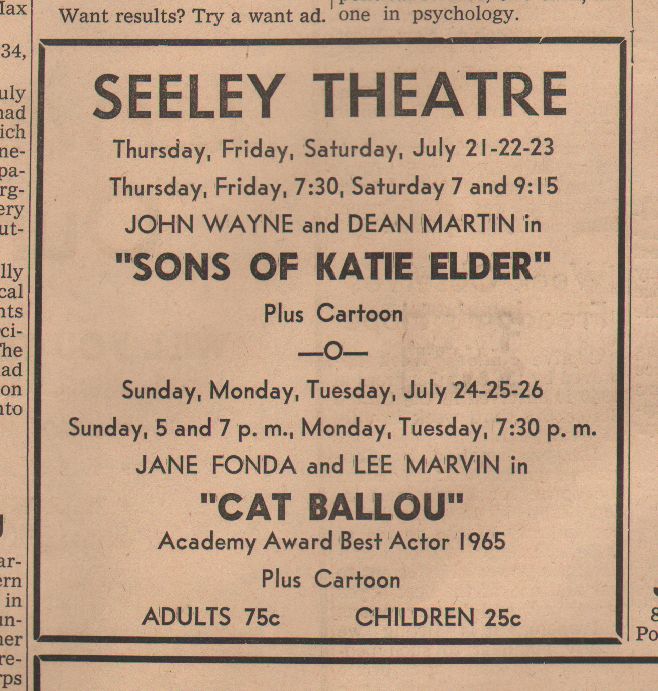 Want results? Try a want ad.
one in psychology.
SEELEY THEATRE
Thursday, Friday, Saturday, July 21-22-23
Thursday, Friday, 7:30, Saturday 7 and 9:15
JOHN WAYNE and DEAN MARTIN in
"SONS OF KATIE ELDER"
Plus Cartoon
—O—
Sunday, Monday, Tuesday, July 24-25-26
Sunday, 5 and 7 p. m., Monday, Tuesday, 7:30 p. m.
JANE FONDA and LEE MARVIN in
"CAT BALLOU"
Academy Award Best Actor 1965
Plus Cartoon
ADULTS 75c CHILDREN 25c